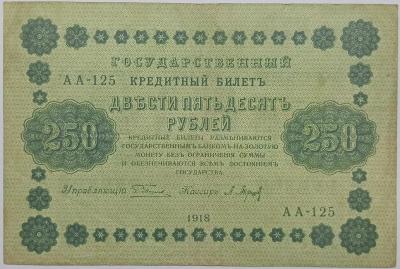 ГОСУДАРСТВЕННЫЙ
АА-125 КРЕДИТНЫЙ БИЛЕТЪ
ДВѢСТИ ПЯТЬДЕСЯТЪ
РУБЛЕЙ
250 250
КРЕДИТНЫЕ БИЛЕТЫ РАЗМѢНИВАЮТСЯ
ГОСУДАРСТВЕННЫМЪ БАНКОМЪ НА ЗОЛОТУЮ
МОНЕТУ БЕЗЪ ОГРАНИЧЕНІЯ СУММЫ
И ОБЕЗПЕЧИВАЮТСЯ ВСѢМЪ ДОСТОЯНІЕМЪ
ГОСУДАРСТВА.
Управляющій Кассиръ
1918
АА-125